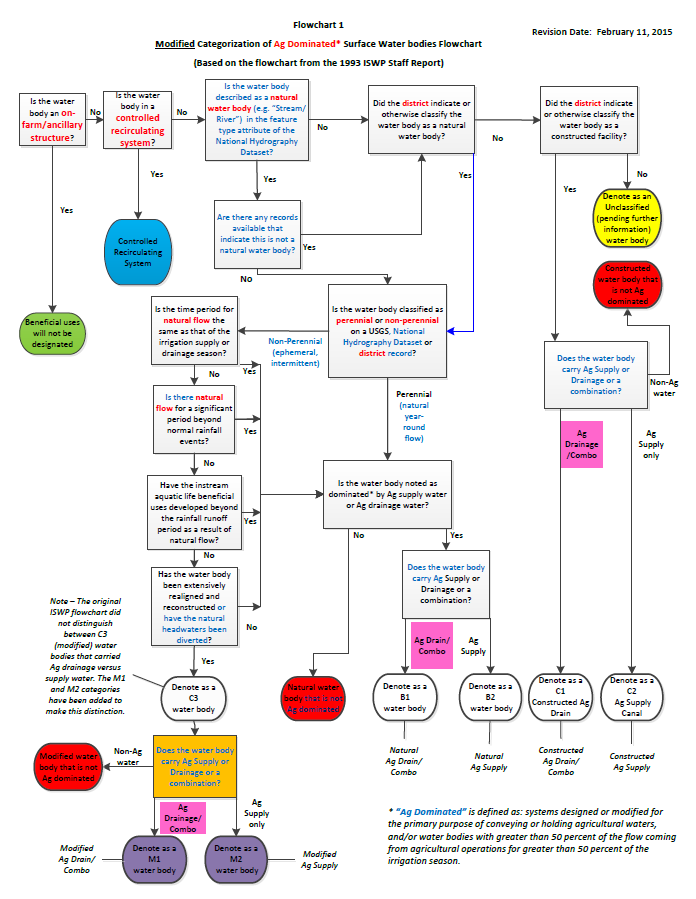 Flowchart 1
Revision Date: February 11, 2015
Modified Categorization of Ag Dominated* Surface Water bodies Flowchart
(Based on the flowchart from the 1993 ISWP Staff Report)
Is the water
body an on-
farm/ancillary
structure?
No
Is the water
body in a
controlled
recirculating
system?
No
Is the water body
described as a natural
water body (e.g. “Stream/
River”) in the feature
type attribute of the
National Hydrography
Dataset?
No
Did the district indicate or
otherwise classify the
water body as a natural
water body?
No
Did the district indicate
or otherwise classify the
water body as a
constructed facility?
Yes
Yes
Yes
Yes
Yes
No
Denote as an
Unclassified
(pending further
information)
water body
Controlled
Recirculating
System
Are there any records
available that
indicate this is not a
natural water body?
Yes
No
Constructed
water body that
is not Ag
dominated
Beneficial uses
will not be
designated
Is the time period for
natural flow the
same as that of the
irrigation supply or
drainage season?
Non-Perennial
(ephemeral,
intermittent)
Is the water body classified as
perennial or non-perennial
on a USGS, National
Hydrography Dataset or
district record?
Does the water body
carry Ag Supply or
Drainage or a
combination?
Non-Ag
water
No
Yes
Perennial
(natural
year-
round
flow)
Is there natural
flow for a significant
period beyond
normal rainfall
events?
Yes
No
Ag
Drainage
/Combo
Ag
Supply
only
Have the instream
aquatic life beneficial
uses developed beyond
the rainfall runoff
period as a result of
natural flow?
Yes
No
Is the water body noted as
dominated* by Ag supply water
or Ag drainage water?
No
Yes
Has the water body
been extensively
realigned and
reconstructed or
have the natural
headwaters been
diverted?
No
Yes
Does the water body
carry Ag Supply or
Drainage or a
combination?
Note – The original
ISWP flowchart did
not distinguish
between C3
(modified) water
bodies that carried
Ag drainage versus
supply water. The M1
and M2 categories
have been added to
make this distinction.
Ag Drain/
Combo
Ag
Supply
Denote as a
C3
water body
Natural water
body that is not
Ag dominated
Denote as a
B1
water body
Denote as a
B2
water body
Denote as a
C1
Constructed Ag
Drain
Denote as a
C2
Ag Supply
Canal
Natural
Ag Drain/
Combo
Natural
Ag Supply
Constructed
Ag Drain/
Combo
Constructed
Ag Supply
Modified water
body that is not
Ag dominated
Non-Ag
water
Does the water body
carry Ag Supply or
Drainage or a
combination?
Ag
Drainage/
Combo
Ag
Supply
only
Modified
Ag Drain/
Combo
Denote as a
M1
water body
Denote as a
M2
water body
Modified
Ag Supply
* “Ag Dominated” is defined as: systems designed or modified for
the primary purpose of conveying or holding agricultural waters,
and/or water bodies with greater than 50 percent of the flow coming
from agricultural operations for greater than 50 percent of the
irrigation season.